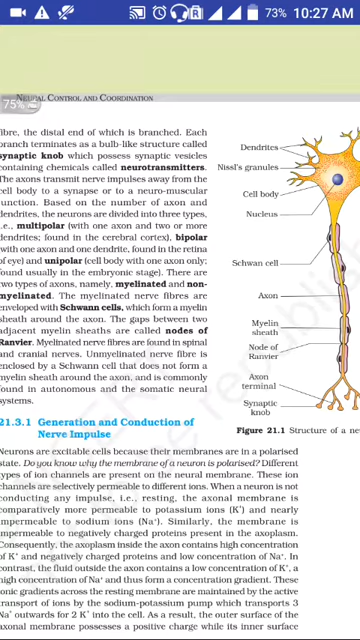 73% 10:27 AM
75%
NEURAL CONTROL AND COORDINATION
fibre, the distal end of which is branched. Each
branch terminates as a bulb-like structure called
synaptic knob which possess synaptic vesicles
containing chemicals called neurotransmitters.
The axons transmit nerve impulses away from the
cell body to a synapse or to a neuro-muscular
junction. Based on the number of axon and
dendrites, the neurons are divided into three types,
i.e., multipolar (with one axon and two or more
dendrites; found in the cerebral cortex), bipolar
(with one axon and one dendrite, found in the retina
of eye) and unipolar (cell body with one axon only;
found usually in the embryonic stage). There are
two types of axons, namely, myelinated and non-
myelinated. The myelinated nerve fibres are
enveloped with Schwann cells, which form a myelin
sheath around the axon. The gaps between two
adjacent myelin sheaths are called nodes of
Ranvier. Myelinated nerve fibres are found in spinal
and cranial nerves. Unmyelinated nerve fibre is
enclosed by a Schwann cell that does not form a
myelin sheath around the axon, and is commonly
found in autonomous and the somatic neural
systems.
Dendrites
Nissl's granules
Cell body
Nucleus
Schwan cell
Axon
Myelin
sheath
Node of
Ranvier
Axon
terminal
Synaptic
knob
Figure 21.1 Structure of a ne
21.3.1 Generation and Conduction of
Nerve Impulse
Neurons are excitable cells because their membranes are in a polarised
state. Do you know why the membrane of a neuron is polarised? Different
types of ion channels are present on the neural membrane. These ion
channels are selectively permeable to different ions. When a neuron is not
conducting any impulse, i.e., resting, the axonal membrane is
comparatively more permeable to potassium ions (K⁺) and nearly
impermeable to sodium ions (Na⁺). Similarly, the membrane is
impermeable to negatively charged proteins present in the axoplasm.
Consequently, the axoplasm inside the axon contains high concentration
of K⁺ and negatively charged proteins and low concentration of Na⁺. In
contrast, the fluid outside the axon contains a low concentration of K⁺, a
high concentration of Na⁺ and thus form a concentration gradient. These
ionic gradients across the resting membrane are maintained by the active
transport of ions by the sodium-potassium pump which transports 3
Na⁺ outwards for 2 K⁺ into the cell. As a result, the outer surface of the
axonal membrane possesses a positive charge while its inner surface